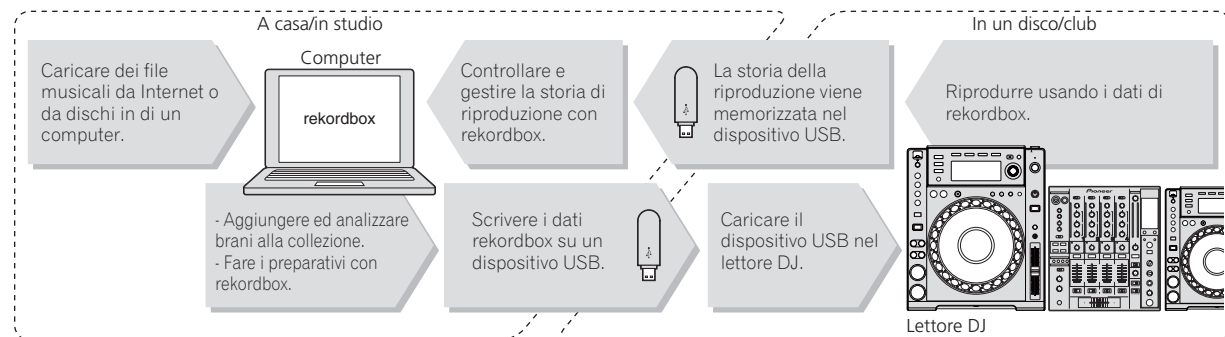 A casa/in studio
In un disco/club
Caricare dei file
musicali da Internet o
da dischi in di un
computer.
Computer
rekordbox
Controllare e
gestire la storia di
riproduzione con
rekordbox.
La storia della
riproduzione viene
memorizzata nel
dispositivo USB.
Riprodurre usando i dati di
rekordbox.
- Aggiungere ed analizzare
brani alla collezione.
- Fare i preparativi con
rekordbox.
Scrivere i dati
rekordbox su un
dispositivo USB.
Caricare il
dispositivo USB nel
lettore DJ.
Pioneer
Lettore DJ